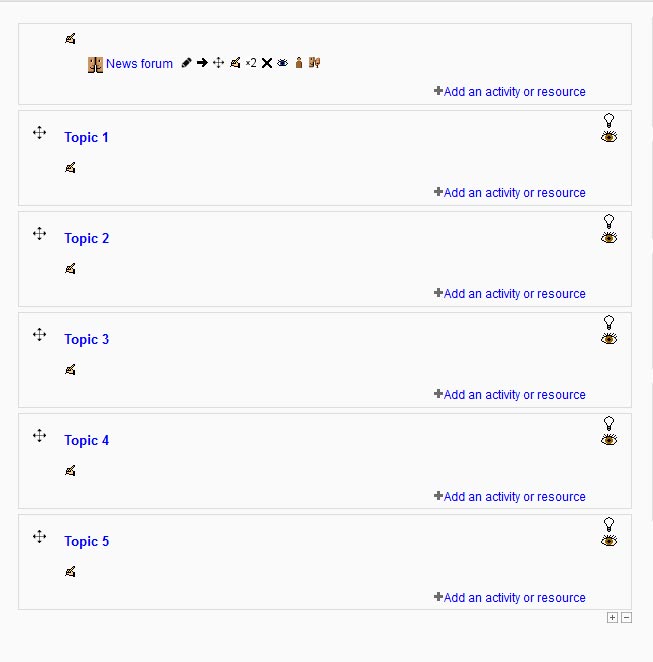 News forum ×2
Add an activity or resource
Topic 1
Add an activity or resource
Topic 2
Add an activity or resource
Topic 3
Add an activity or resource
Topic 4
Add an activity or resource
Topic 5
Add an activity or resource